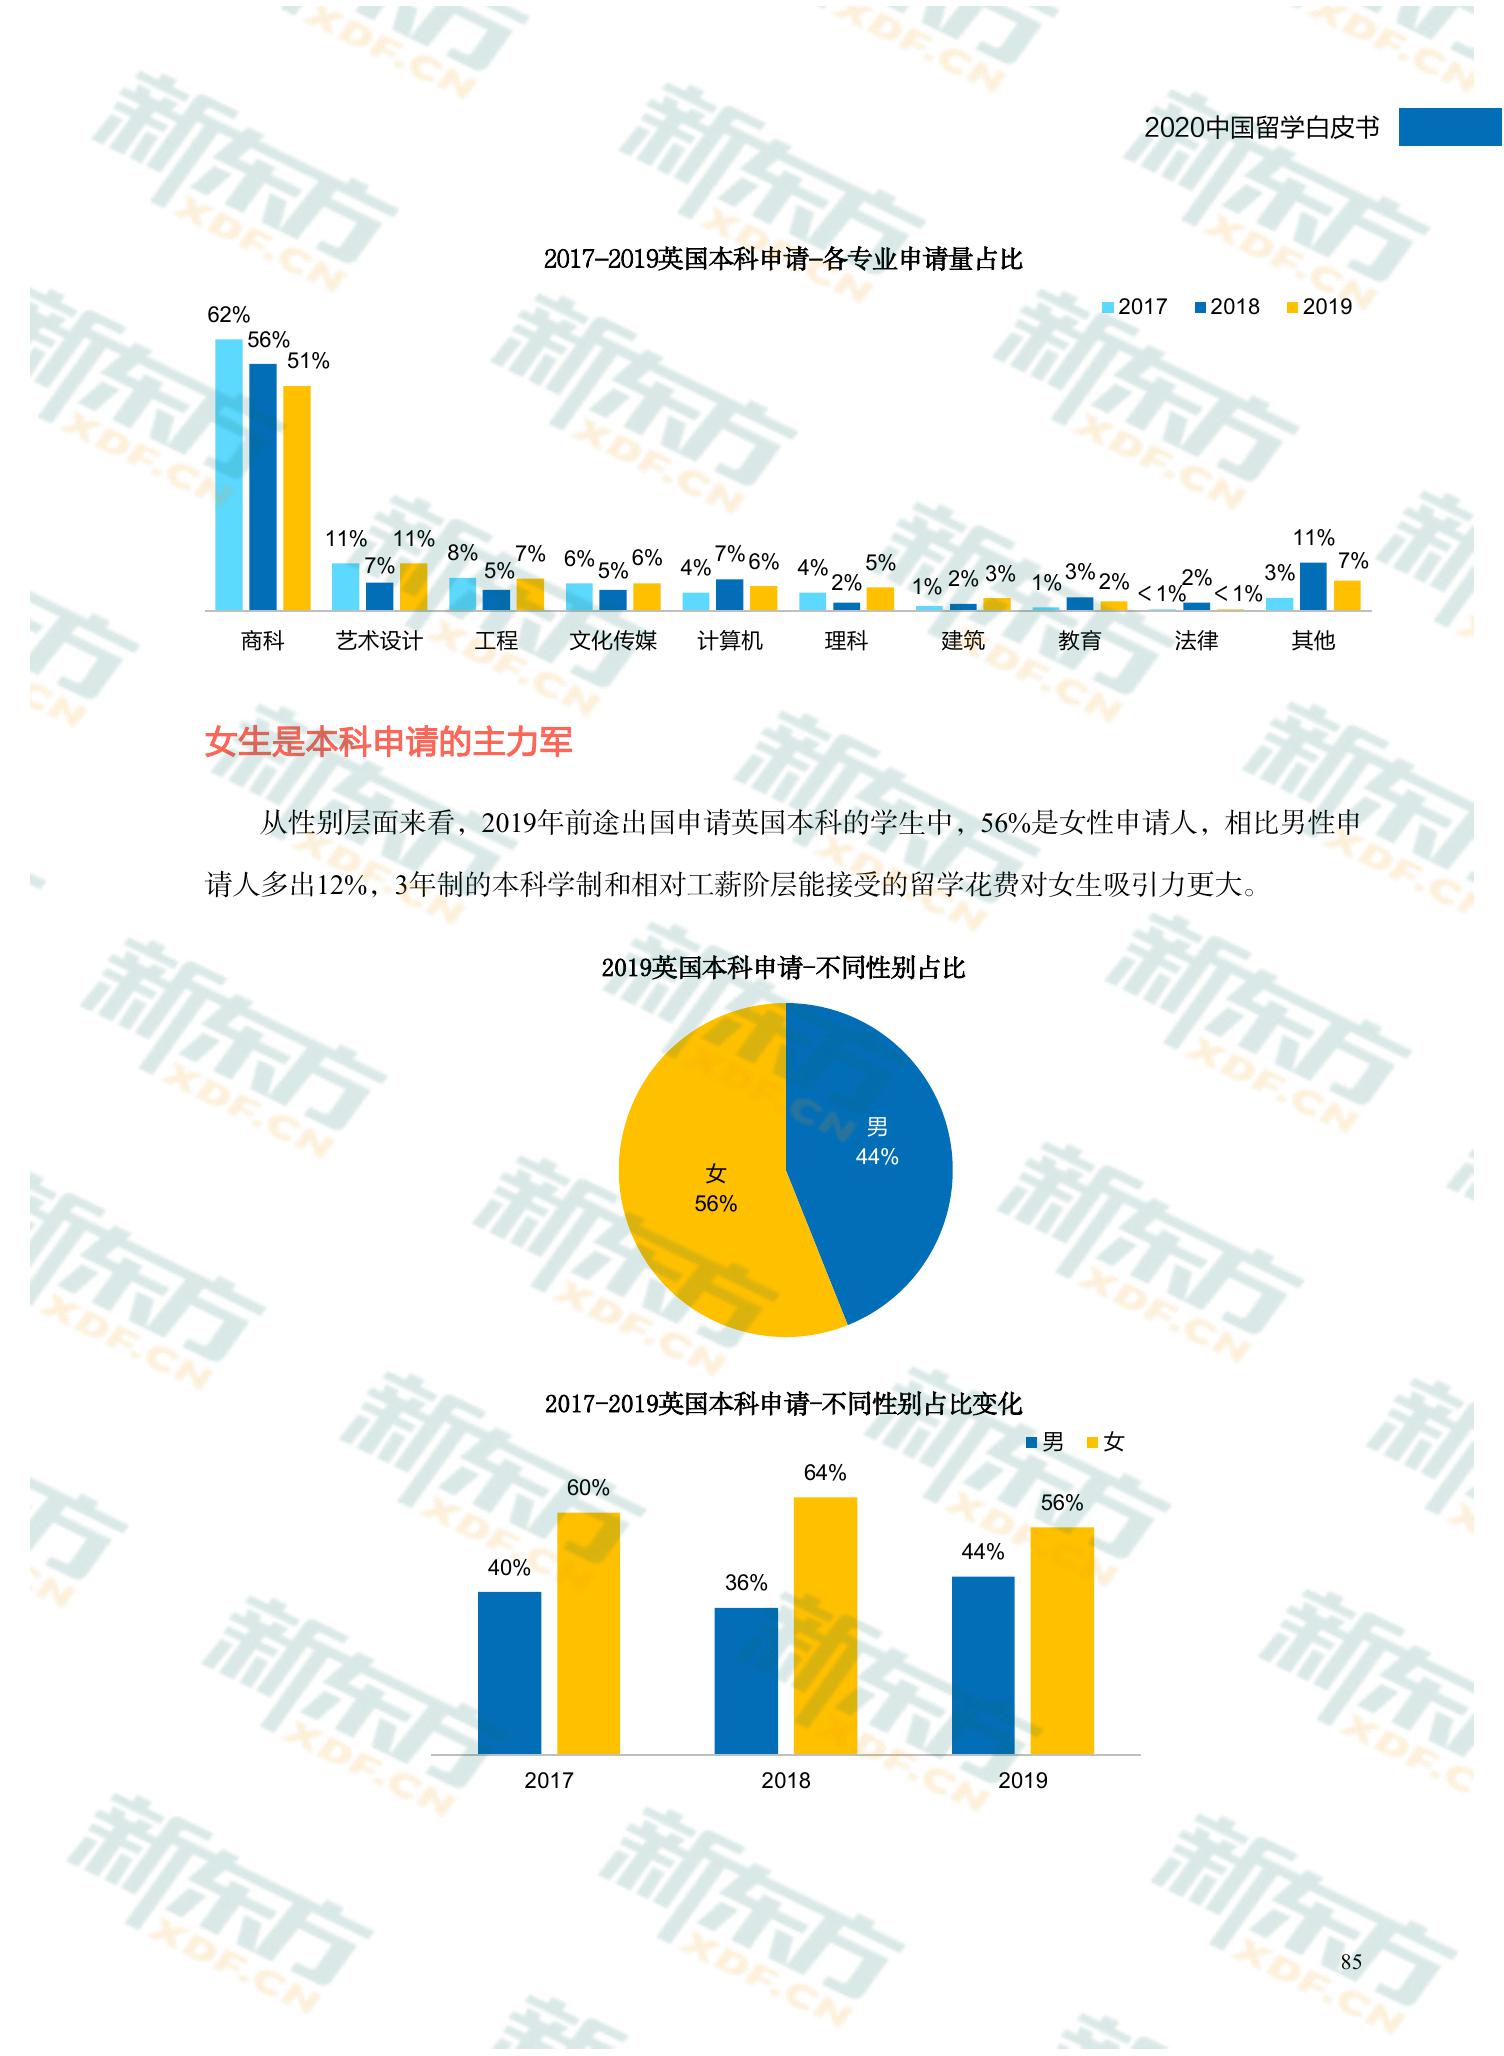 2020中国留学白皮书
2017-2019英国本科申请-各专业申请量占比
2017 2018 2019
62% 56% 51%
11% 7% 11%
8% 5% 7%
6% 5% 6%
4% 7% 6%
4% 2% 5%
1% 2% 3%
1% 3% 2%
<1% 2% <1%
3% 11% 7%
商科 艺术设计 工程 文化传媒 计算机 理科 建筑 教育 法律 其他
女生是本科申请的主力军
从性别层面来看，2019年前途出国申请英国本科的学生中，56%是女性申请人，相比男性申
请人多出12%，3年制的本科学制和相对工薪阶层能接受的留学花费对女生吸引力更大。
2019英国本科申请-不同性别占比
男
44%
女
56%
2017-2019英国本科申请-不同性别占比变化
男 女
40% 60% 36% 64% 44% 56%
2017 2018 2019
85
新东方
XDF.CN